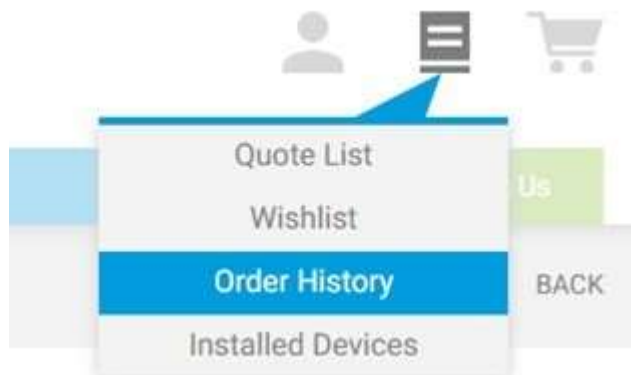 Quote List
Wishlist
Us
Order History
BACK
Installed Devices